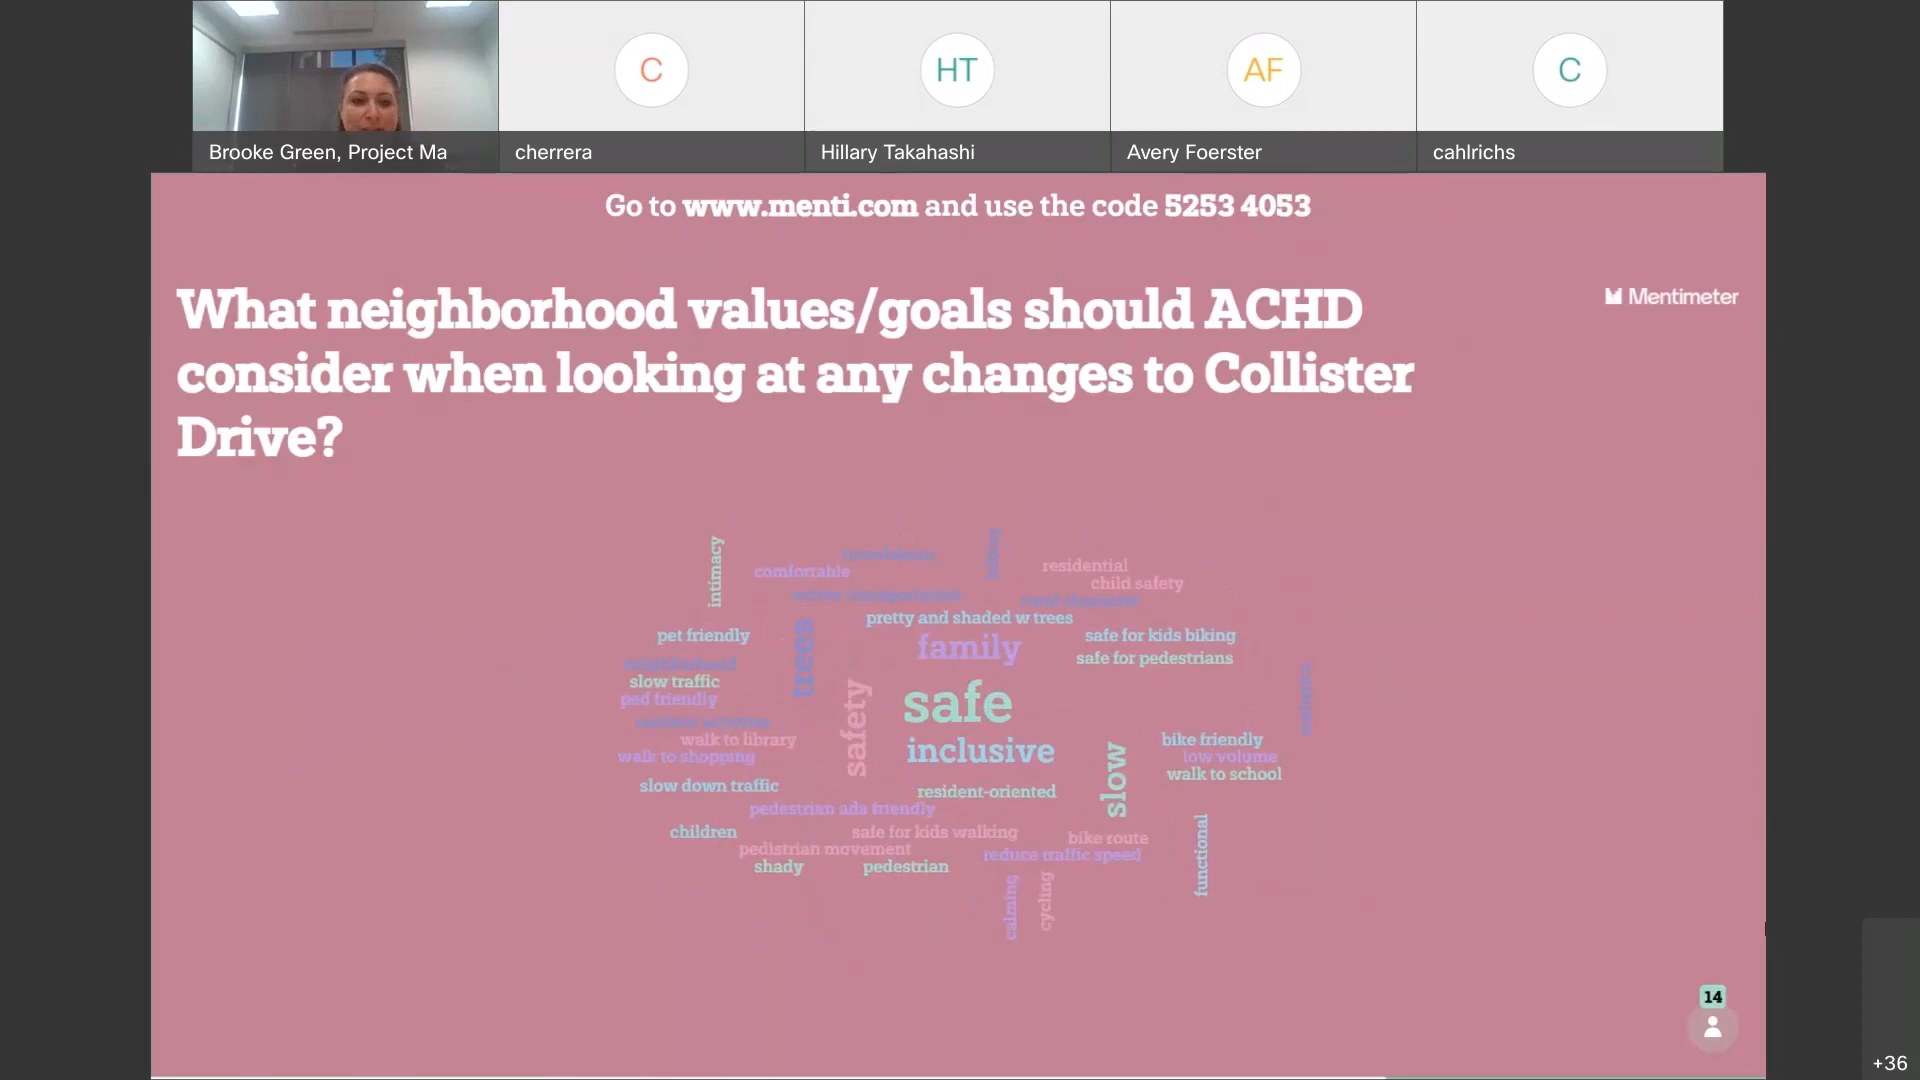 C
HT
AF
C
Brooke Green, Project Ma
cherrera
Hillary Takahashi
Avery Foerster
cahlrichs
Go to www.menti.com and use the code 5253 4053
What neighborhood values/goals should ACHD
consider when looking at any changes to Collister
Drive?
Mentimeter
intimacy
comfortable
residential
child safety
active transportation
pretty and shaded w trees
pet friendly
trees
family
safe for kids biking
safe for pedestrians
neighborhood
slow traffic
ped friendly
safety
safe
outdoor activities
walk to library
walk to shopping
inclusive
slow
bike friendly
low volume
walk to school
slow down traffic
resident-oriented
pedestrian ada friendly
children
safe for kids walking
bike route
pedistrian movement
reduce traffic speed
functional
shady
pedestrian
calming
cycling
14
+36